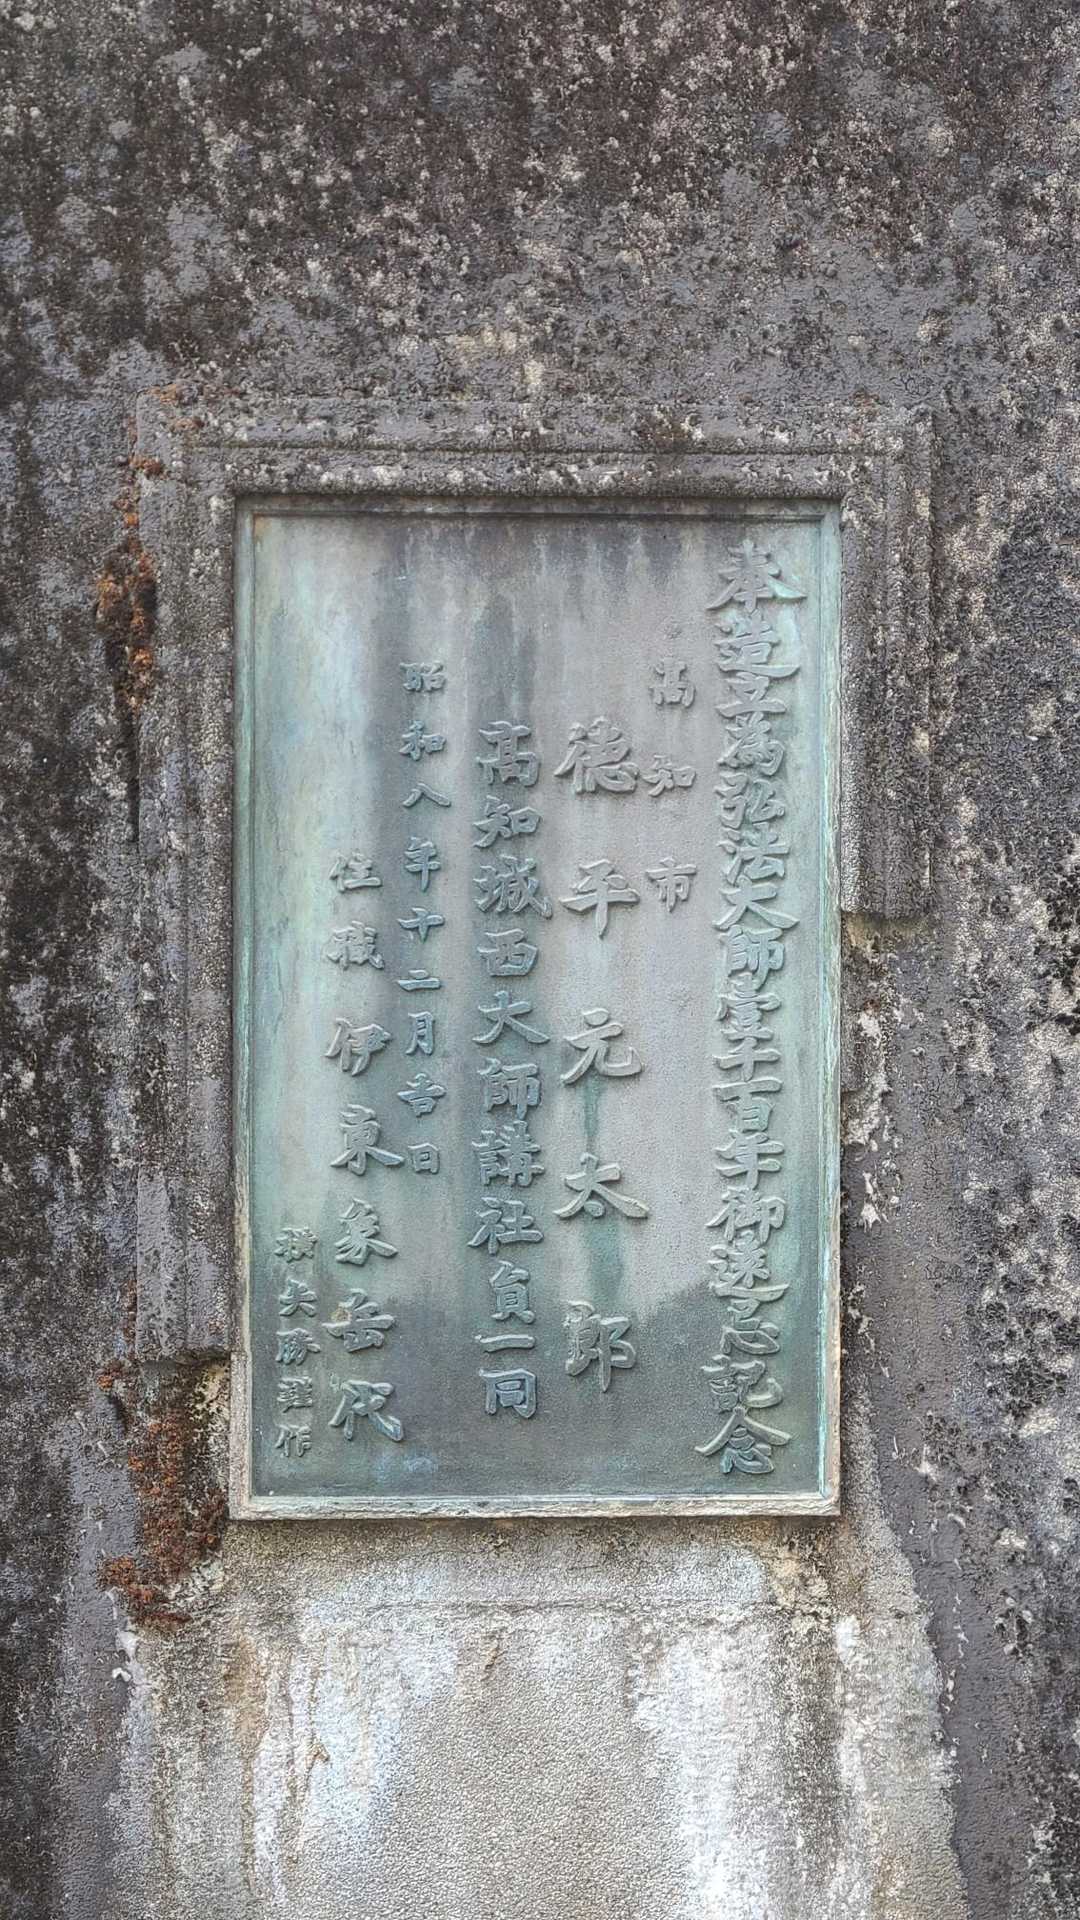 奉造立為弘法大師壹千百年御遠忌記念
高知市
德平元太郎
高知城西大師講社員一同
昭和八年十二月吉日
住職伊東象岳代
矢勝謹作